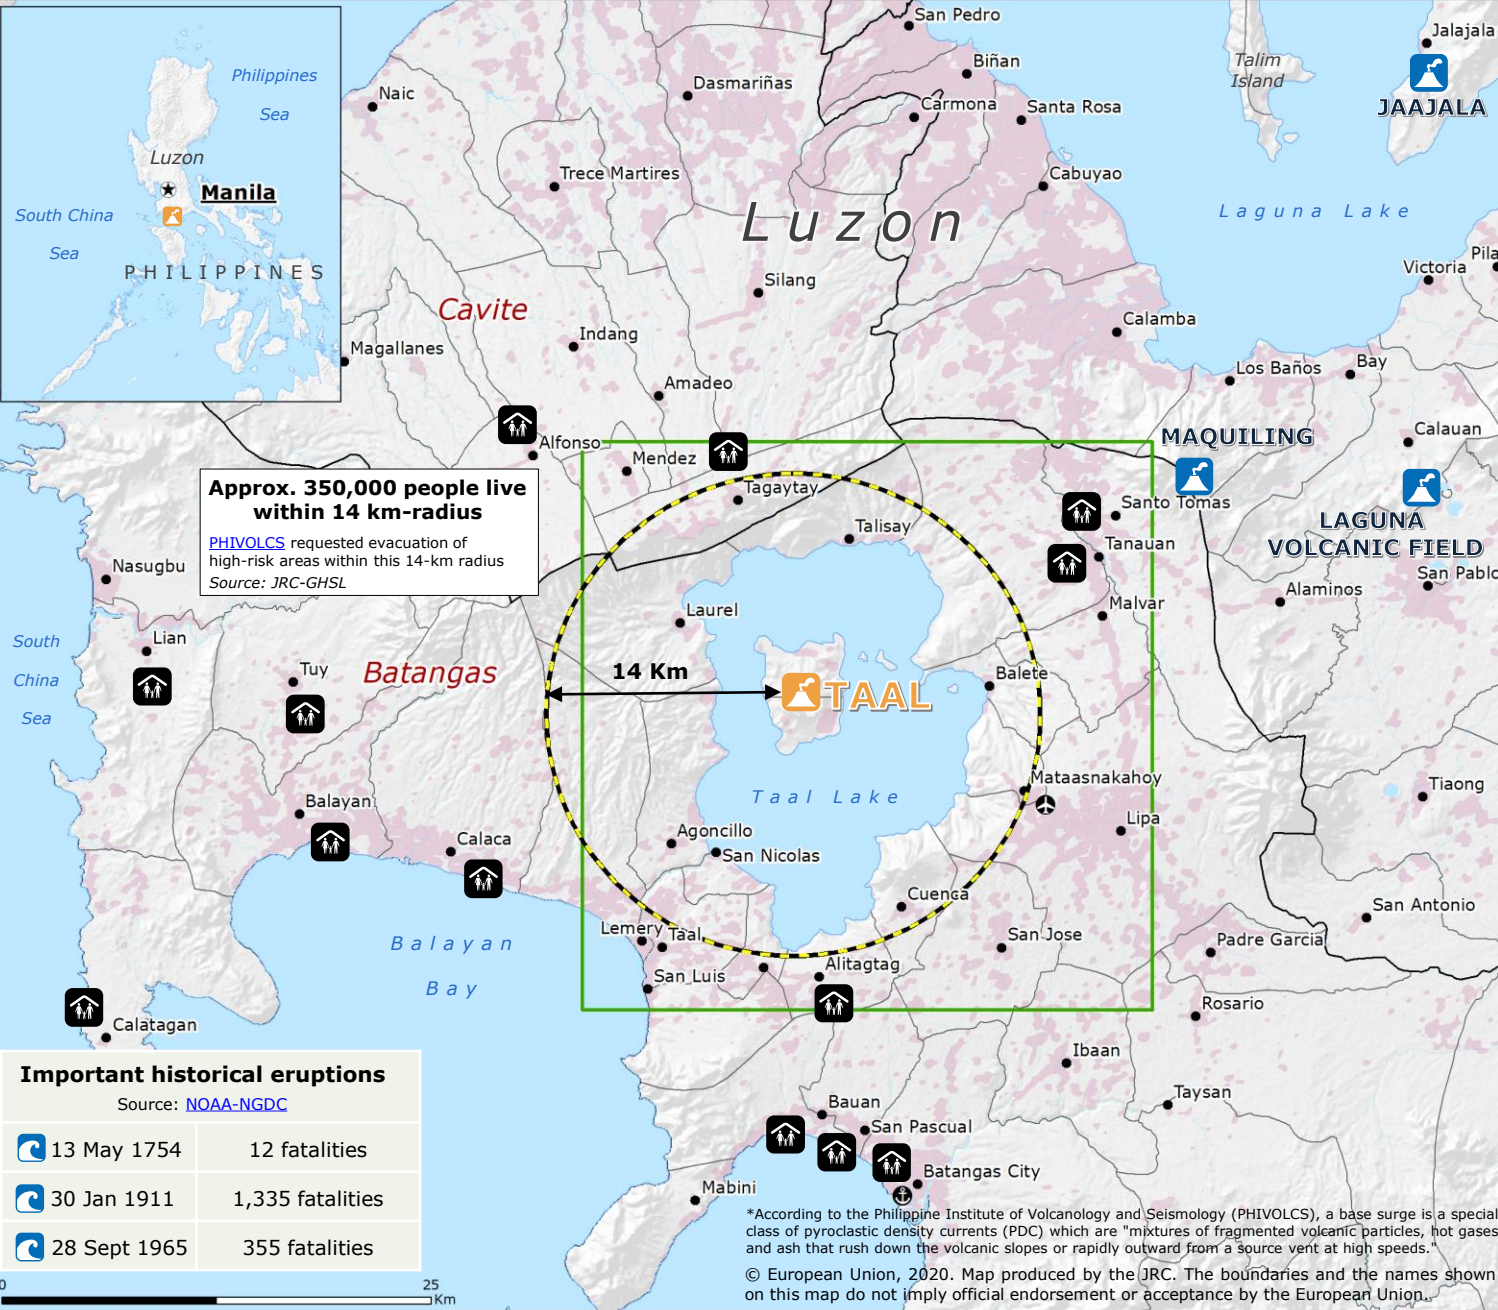 Philippines
Sea
Luzon
Manila
South China
Sea
PHILIPPINES
San Pedro
Biñan
Dasmariñas
Naic
Carmona
Santa Rosa
Trece Martires
Cabuyao
Luzon
Talim
Island
Jalajala
JAAJALA
Laguna Lake
Victoria
Pila
Silang
Cavite
Calamba
Magallanes
Indang
Los Baños
Bay
Amadeo
Alfonso
Mendez
MAQUILING
Calauan
Approx. 350,000 people live
within 14 km-radius
PHIVOLCS requested evacuation of
high-risk areas within this 14-km radius
Source: JRC-GHSL
Tagaytay
Talisay
Santo Tomas
Tanauan
LAGUNA
VOLCANIC FIELD
San Pablo
Nasugbu
Alaminos
Malvar
Laurel
South
China
Sea
Lian
Tuy
Batangas
14 Km
TAAL
Balete
Mataasnakahoy
Taal Lake
Tiaong
Balayan
Calaca
Agoncillo
San Nicolas
Lipa
Cuenca
San Antonio
Lemery
Taal
San Jose
Padre Garcia
Balayan
Bay
San Luis
Alitagtag
Rosario
Calatagan
Ibaan
Taysan
Important historical eruptions
Source: NOAA-NGDC
13 May 1754 12 fatalities
30 Jan 1911 1,335 fatalities
28 Sept 1965 355 fatalities
Bauan
San Pascual
Batangas City
Mabini
*According to the Philippine Institute of Volcanology and Seismology (PHIVOLCS), a base surge is a special
class of pyroclastic density currents (PDC) which are "mixtures of fragmented volcanic particles, hot gases
and ash that rush down the volcanic slopes or rapidly outward from a source vent at high speeds."
© European Union, 2020. Map produced by the JRC. The boundaries and the names shown
on this map do not imply official endorsement or acceptance by the European Union.
0 25
Km